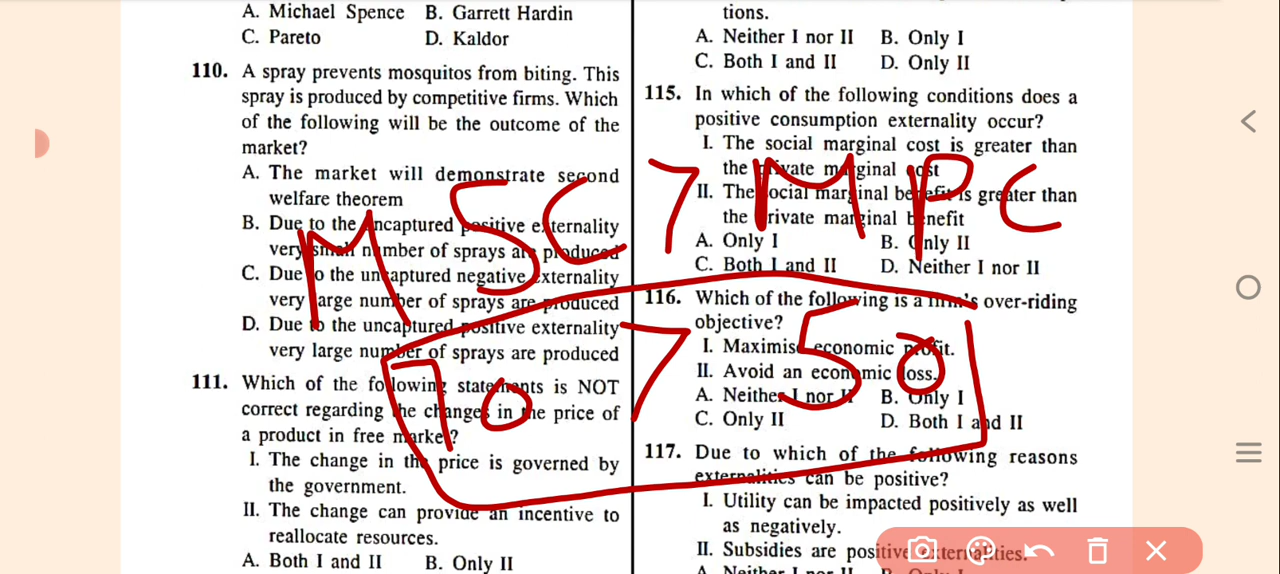 A. Michael Spence B. Garrett Hardin
C. Pareto D. Kaldor
110. A spray prevents mosquitos from biting. This
spray is produced by competitive firms. Which
of the following will be the outcome of the
market?
A. The market will demonstrate second
welfare theorem
B. Due to the uncaptured positive externality
very small number of sprays are produced
C. Due to the uncaptured negative externality
very large number of sprays are produced
D. Due to the uncaptured positive externality
very large number of sprays are produced
111. Which of the following statements is NOT
correct regarding the changes in the price of
a product in free market?
I. The change in the price is governed by
the government.
II. The change can provide an incentive to
reallocate resources.
A. Both I and II B. Only II
tions.
A. Neither I nor II B. Only I
C. Both I and II D. Only II
115. In which of the following conditions does a
positive consumption externality occur?
I. The social marginal cost is greater than
the private marginal cost
II. The social marginal benefit is greater than
the private marginal benefit
A. Only I B. Only II
C. Both I and II D. Neither I nor II
116. Which of the following is a firm's over-riding
objective?
I. Maximise economic profit.
II. Avoid an economic loss.
A. Neither I nor II B. Only I
C. Only II D. Both I and II
117. Due to which of the following reasons
externalities can be positive?
I. Utility can be impacted positively as well
as negatively.
II. Subsidies are positive externalities.
A. Neither I nor II B. Only I
MSC > MPC
70 > 50